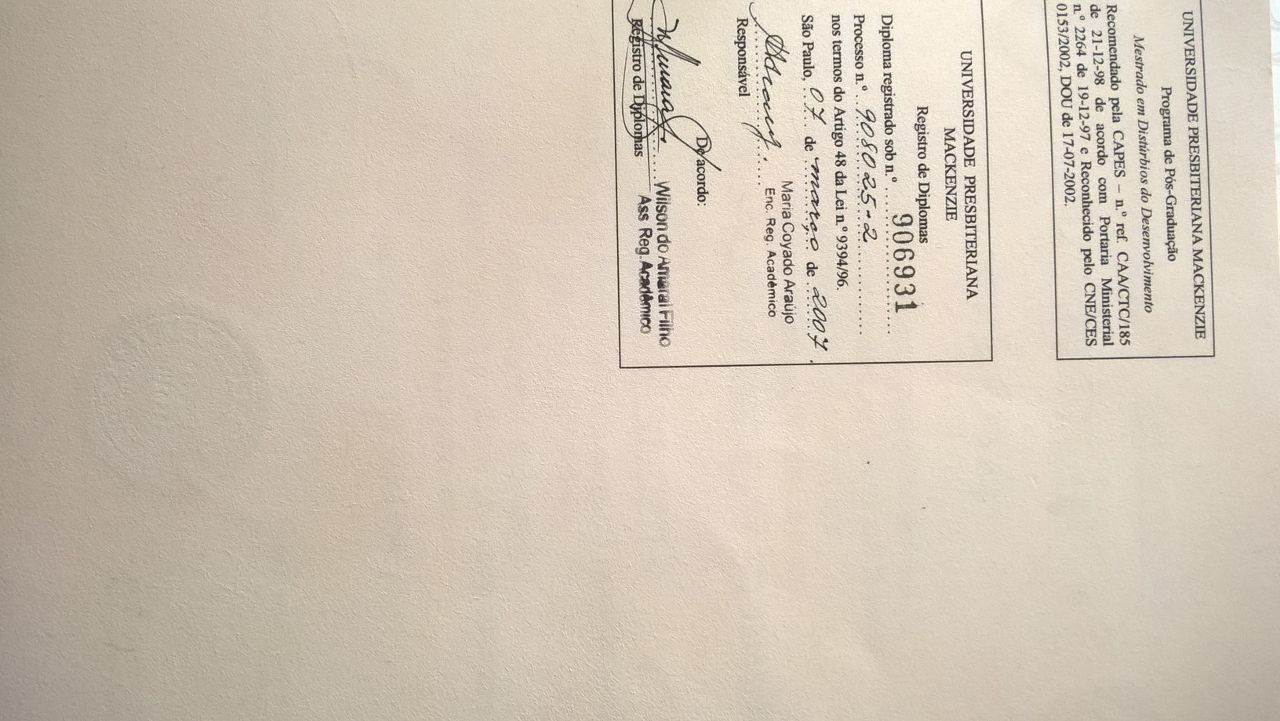 UNIVERSIDADE PRESBITERIANA MACKENZIE
Programa de Pós-Graduação
Mestrado em Distúrbios do Desenvolvimento
Recomendado pela CAPES – n.º ref. CAA/CTC/185
de 21-12-98 de acordo com Portaria Ministerial
n.º 2264 de 19-12-97 e Reconhecido pelo CNE/CES
0153/2002, DOU de 17-07-2002.
UNIVERSIDADE PRESBITERIANA
MACKENZIE
Registro de Diplomas
Diploma registrado sob n.º 906931
Processo n.º 908025-2
nos termos do Artigo 48 da Lei n.º 9394/96.
São Paulo, 07 de março de 2007.
Maria Coyado Araújo
Enc. Reg. Acadêmico
Responsável
De acordo:
Wilson do Amaral Filho
Ass Reg. Acadêmico
Registro de Diplomas